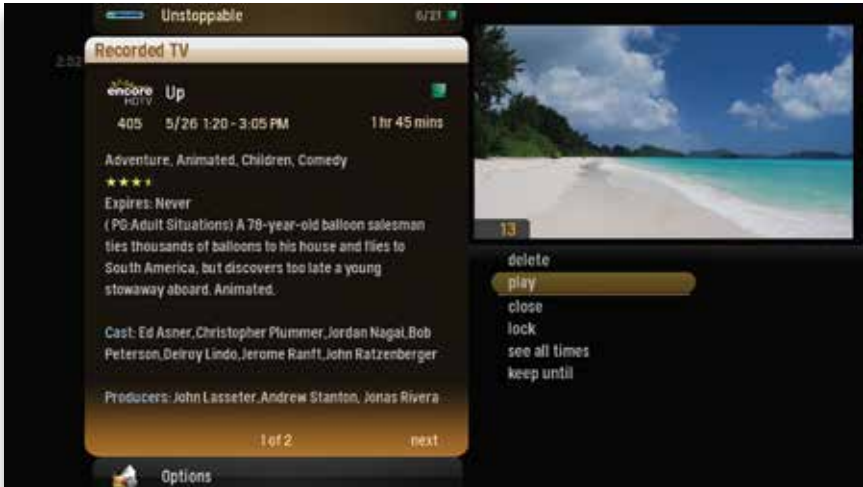 Unstoppable 6/21
Recorded TV
2:52
encore
HDTV
Up
405 5/26 1:20 - 3:05 PM 1 hr 45 mins
Adventure, Animated, Children, Comedy
Expires: Never
( PG:Adult Situations) A 78-year-old balloon salesman
ties thousands of balloons to his house and flies to
South America, but discovers too late a young
stowaway aboard. Animated.
Cast: Ed Asner,Christopher Plummer,Jordan Nagai,Bob
Peterson,Delroy Lindo,Jerome Ranft,John Ratzenberger
Producers: John Lasseter,Andrew Stanton, Jonas Rivera
1 of 2 next
Options
13
delete
play
close
lock
see all times
keep until